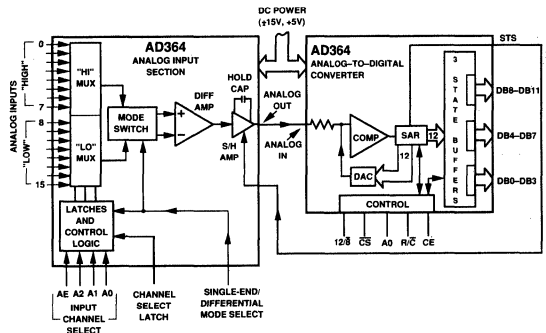 DC POWER
(±15V, +5V)
STS
AD364
ANALOG INPUT
SECTION
AD364
ANALOG-TO-DIGITAL
CONVERTER
ANALOG INPUTS
"HIGH"
"LOW"
0
7
8
15
"HI"
MUX
"LO"
MUX
MODE
SWITCH
DIFF
AMP
+
−
HOLD
CAP
S/H
AMP
ANALOG
OUT
ANALOG
IN
COMP
SAR
12
12
DAC
3
STATE
BUFFERS
DB8–DB11
DB4–DB7
DB0–DB3
LATCHES
AND
CONTROL
LOGIC
CONTROL
12/8̅ C̅S̅ A0 R/C̅ CE
AE A2 A1 A0
INPUT
CHANNEL
SELECT
CHANNEL
SELECT
LATCH
SINGLE-END/
DIFFERENTIAL
MODE SELECT